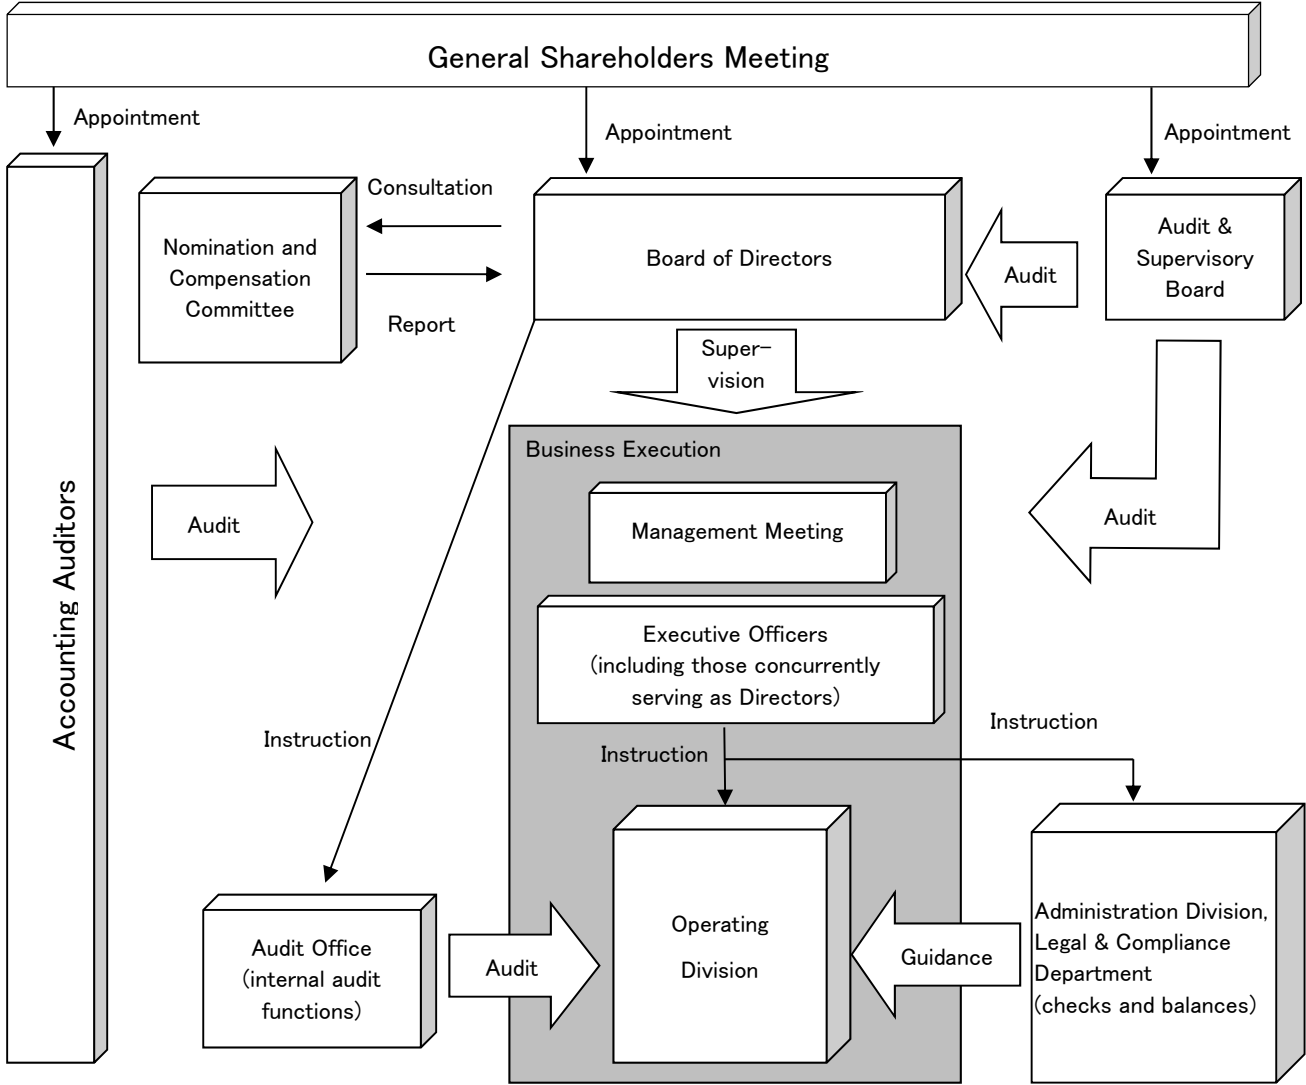 General Shareholders Meeting
Appointment
Appointment
Appointment
Consultation
Nomination and
Compensation
Committee
Report
Board of Directors
Audit
Audit &
Supervisory
Board
Super-
vision
Accounting Auditors
Audit
Business Execution
Management Meeting
Audit
Executive Officers
(including those concurrently
serving as Directors)
Instruction
Instruction
Instruction
Audit Office
(internal audit
functions)
Audit
Operating
Division
Guidance
Administration Division,
Legal & Compliance
Department
(checks and balances)